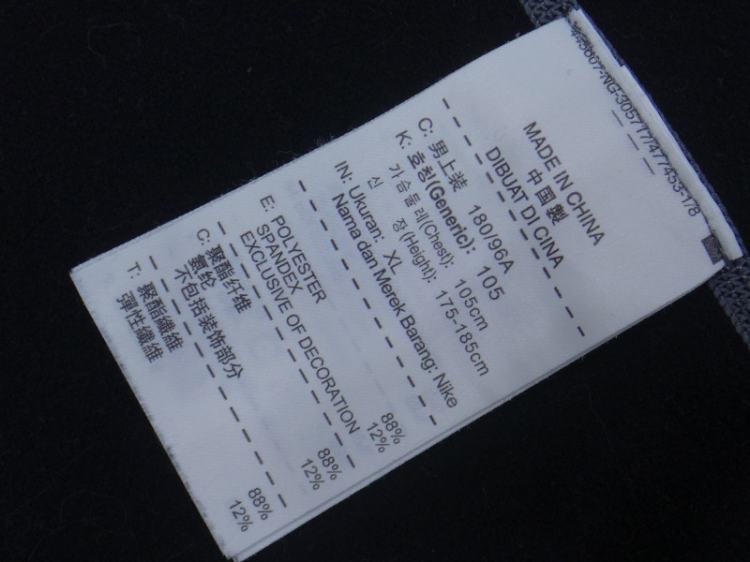 MADE IN CHINA
中国製
DIBUAT DI CINA
C: 男上装 180/96A
K: 호칭(Generic): 105
가슴둘레(Chest): 105cm
신 장(Height): 175-185cm
IN: Ukuran: XL
Nama dan Merek Barang: Nike
E: POLYESTER 88%
SPANDEX 12%
EXCLUSIVE OF DECORATION
C: 聚酯纤维 88%
氨纶 12%
不包括装饰部分
T: 聚酯纖維 88%
彈性纖維 12%